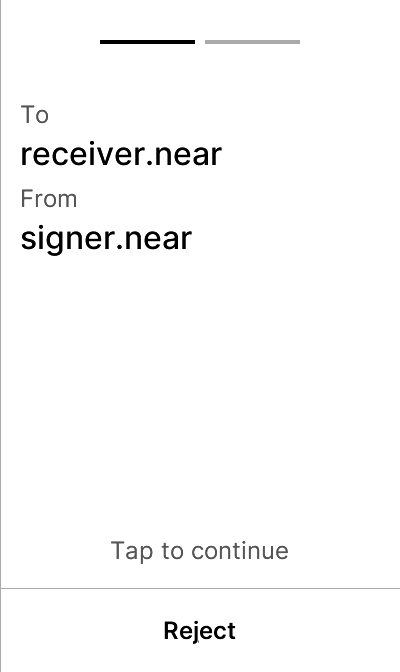 To
receiver.near
From
signer.near
Tap to continue
Reject